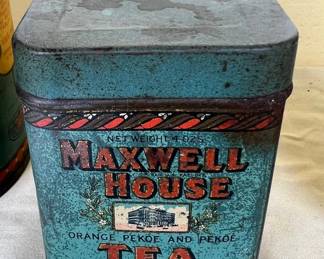 NET WEIGHT 4 OZS.
MAXWELL
HOUSE
ORANGE PEKOE AND PEKOE
TEA